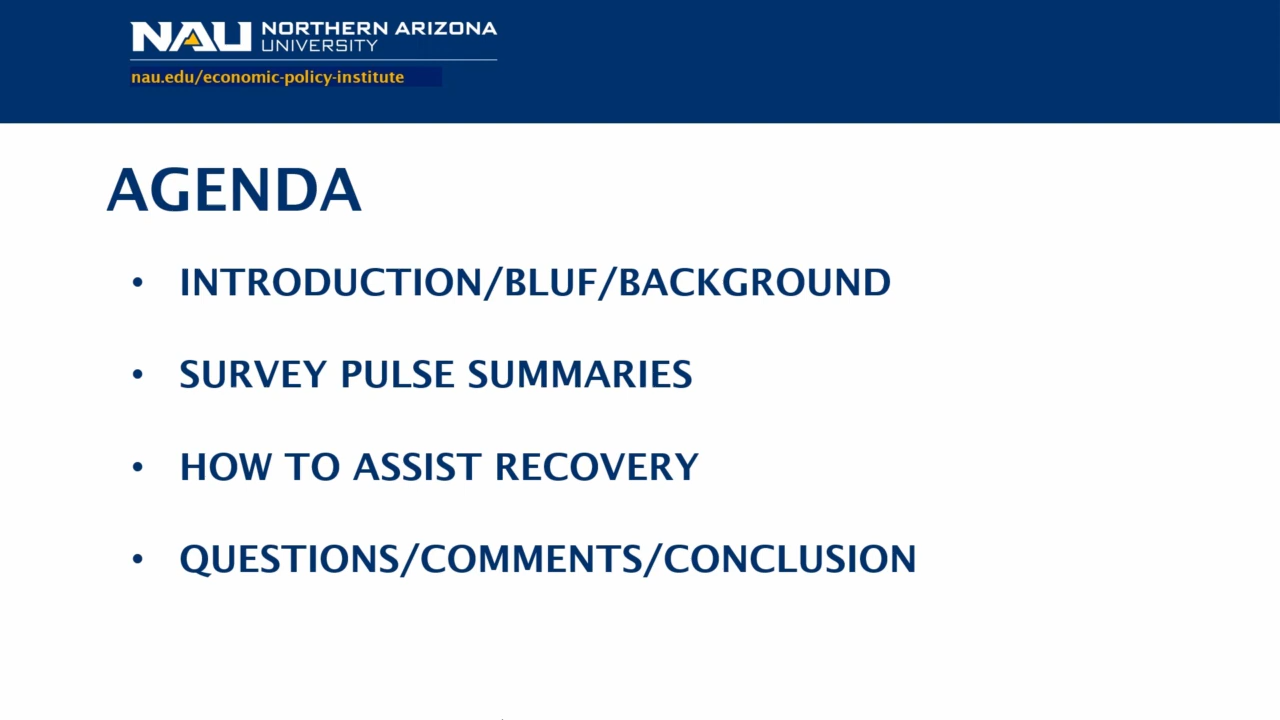 NAU NORTHERN ARIZONA
UNIVERSITY
nau.edu/economic-policy-institute
AGENDA
• INTRODUCTION/BLUF/BACKGROUND
• SURVEY PULSE SUMMARIES
• HOW TO ASSIST RECOVERY
• QUESTIONS/COMMENTS/CONCLUSION